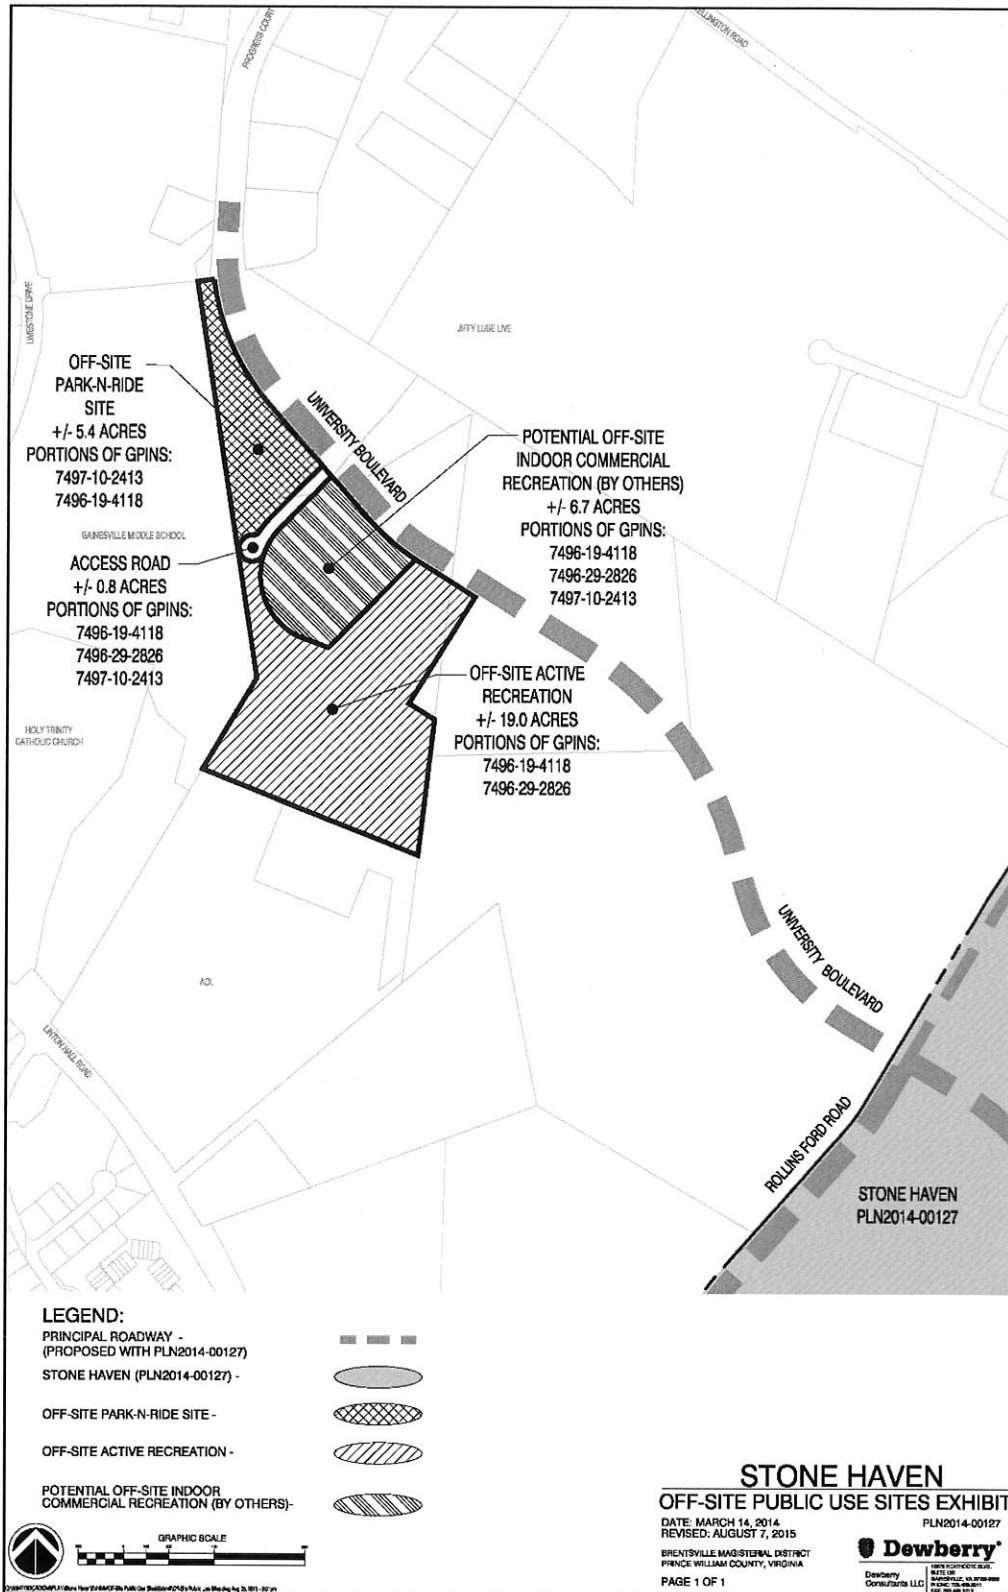 PROGRESS COURT
ELLINGTON ROAD
LIMESTONE DRIVE
JIFFY LUBE LIVE
OFF-SITE
PARK-N-RIDE
SITE
+/- 5.4 ACRES
PORTIONS OF GPINS:
7497-10-2413
7496-19-4118
UNIVERSITY BOULEVARD
POTENTIAL OFF-SITE
INDOOR COMMERCIAL
RECREATION (BY OTHERS)
+/- 6.7 ACRES
PORTIONS OF GPINS:
7496-19-4118
7496-29-2826
7497-10-2413
GAINESVILLE MIDDLE SCHOOL
ACCESS ROAD
+/- 0.8 ACRES
PORTIONS OF GPINS:
7496-19-4118
7496-29-2826
7497-10-2413
OFF-SITE ACTIVE
RECREATION
+/- 19.0 ACRES
PORTIONS OF GPINS:
7496-19-4118
7496-29-2826
HOLY TRINITY
CATHOLIC CHURCH
UNIVERSITY BOULEVARD
AOL
LINTON HALL ROAD
ROLLINS FORD ROAD
STONE HAVEN
PLN2014-00127
LEGEND:
PRINCIPAL ROADWAY -
(PROPOSED WITH PLN2014-00127)
STONE HAVEN (PLN2014-00127) -
OFF-SITE PARK-N-RIDE SITE -
OFF-SITE ACTIVE RECREATION -
POTENTIAL OFF-SITE INDOOR
COMMERCIAL RECREATION (BY OTHERS)-
GRAPHIC SCALE
STONE HAVEN
OFF-SITE PUBLIC USE SITES EXHIBIT
DATE: MARCH 14, 2014
PLN2014-00127
REVISED: AUGUST 7, 2015
BRENTSVILLE MAGISTERIAL DISTRICT
PRINCE WILLIAM COUNTY, VIRGINIA
PAGE 1 OF 1
Dewberry
Dewberry
Consultants LLC